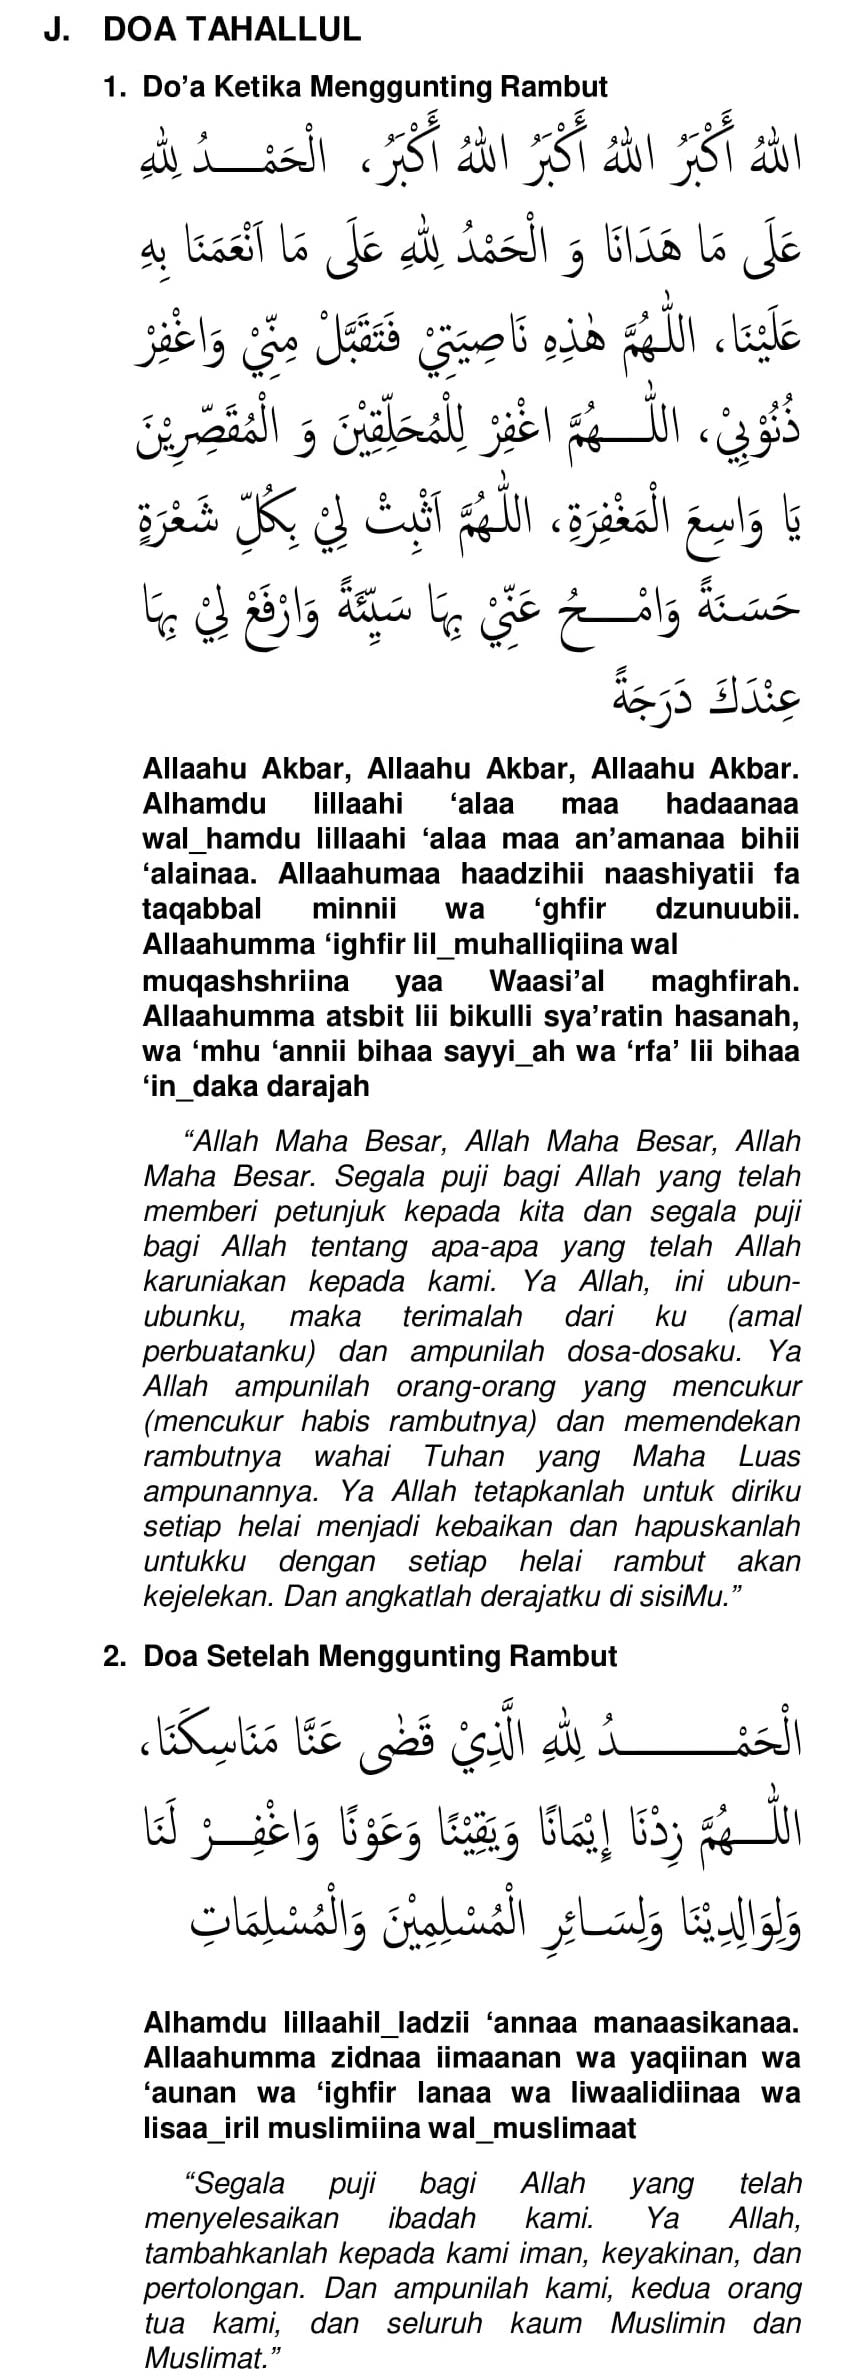 J. DOA TAHALLUL
1. Do’a Ketika Menggunting Rambut
اللهُ أَكْبَرُ اللهُ أَكْبَرُ اللهُ أَكْبَرُ، الْحَمْـــدُ لِلّٰهِ
عَلَى مَا هَدَانَا وَ الْحَمْدُ لِلّٰهِ عَلَى مَا أَنْعَمَنَا بِهِ
عَلَيْنَا، اللّٰهُمَّ هٰذِهِ نَاصِيَتِيْ فَتَقَبَّلْ مِنِّيْ وَاغْفِرْ
ذُنُوْبِيْ، اللّٰـــهُمَّ اغْفِرْ لِلْمُحَلِّقِيْنَ وَ الْمُقَصِّرِيْنَ
يَا وَاسِعَ الْمَغْفِرَةِ، اللّٰهُمَّ أَثْبِتْ لِيْ بِكُلِّ شَعْرَةٍ
حَسَنَةً وَامْـــحُ عَنِّيْ بِهَا سَيِّئَةً وَارْفَعْ لِيْ بِهَا
عِنْدَكَ دَرَجَةً
Allaahu Akbar, Allaahu Akbar, Allaahu Akbar.
Alhamdu lillaahi ‘alaa maa hadaanaa
wal_hamdu lillaahi ‘alaa maa an’amanaa bihii
‘alainaa. Allaahumaa haadzihii naashiyatii fa
taqabbal minnii wa ‘ghfir dzunuubii.
Allaahumma ‘ighfir lil_muhalliqiina wal
muqashshriina yaa Waasi’al maghfirah.
Allaahumma atsbit lii bikulli sya’ratin hasanah,
wa ‘mhu ‘annii bihaa sayyi_ah wa ‘rfa’ lii bihaa
‘in_daka darajah
“Allah Maha Besar, Allah Maha Besar, Allah
Maha Besar. Segala puji bagi Allah yang telah
memberi petunjuk kepada kita dan segala puji
bagi Allah tentang apa-apa yang telah Allah
karuniakan kepada kami. Ya Allah, ini ubun-
ubunku, maka terimalah dari ku (amal
perbuatanku) dan ampunilah dosa-dosaku. Ya
Allah ampunilah orang-orang yang mencukur
(mencukur habis rambutnya) dan memendekan
rambutnya wahai Tuhan yang Maha Luas
ampunannya. Ya Allah tetapkanlah untuk diriku
setiap helai menjadi kebaikan dan hapuskanlah
untukku dengan setiap helai rambut akan
kejelekan. Dan angkatlah derajatku di sisiMu.”
2. Doa Setelah Menggunting Rambut
الْحَمْـــــــدُ لِلّٰهِ الَّذِيْ قَضٰى عَنَّا مَنَاسِكَنَا،
اللّٰـــهُمَّ زِدْنَا إِيْمَانًا وَيَقِيْنًا وَعَوْنًا وَاغْفِـــرْ لَنَا
وَلِوَالِدِيْنَا وَلِسَـائِرِ الْمُسْلِمِيْنَ وَالْمُسْلِمَاتِ
Alhamdu lillaahil_ladzii ‘annaa manaasikanaa.
Allaahumma zidnaa iimaanan wa yaqiinan wa
‘aunan wa ‘ighfir lanaa wa liwaalidiinaa wa
lisaa_iril muslimiina wal_muslimaat
“Segala puji bagi Allah yang telah
menyelesaikan ibadah kami. Ya Allah,
tambahkanlah kepada kami iman, keyakinan, dan
pertolongan. Dan ampunilah kami, kedua orang
tua kami, dan seluruh kaum Muslimin dan
Muslimat.”